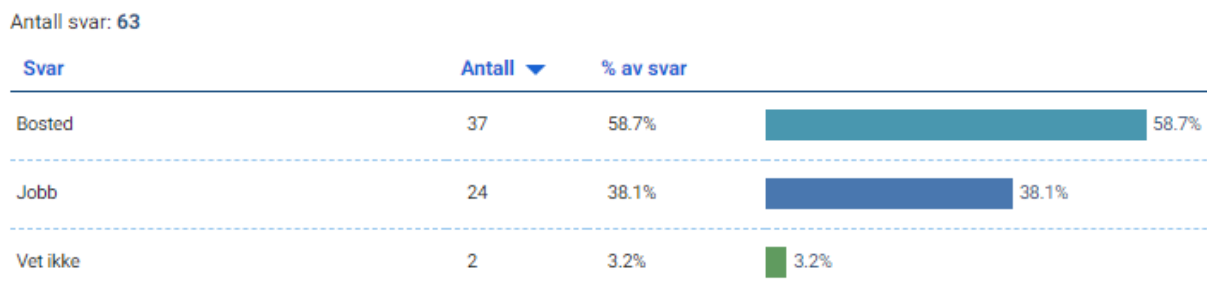 Antall svar: 63
Svar Antall % av svar
Bosted 37 58.7% 58.7%
Jobb 24 38.1% 38.1%
Vet ikke 2 3.2% 3.2%